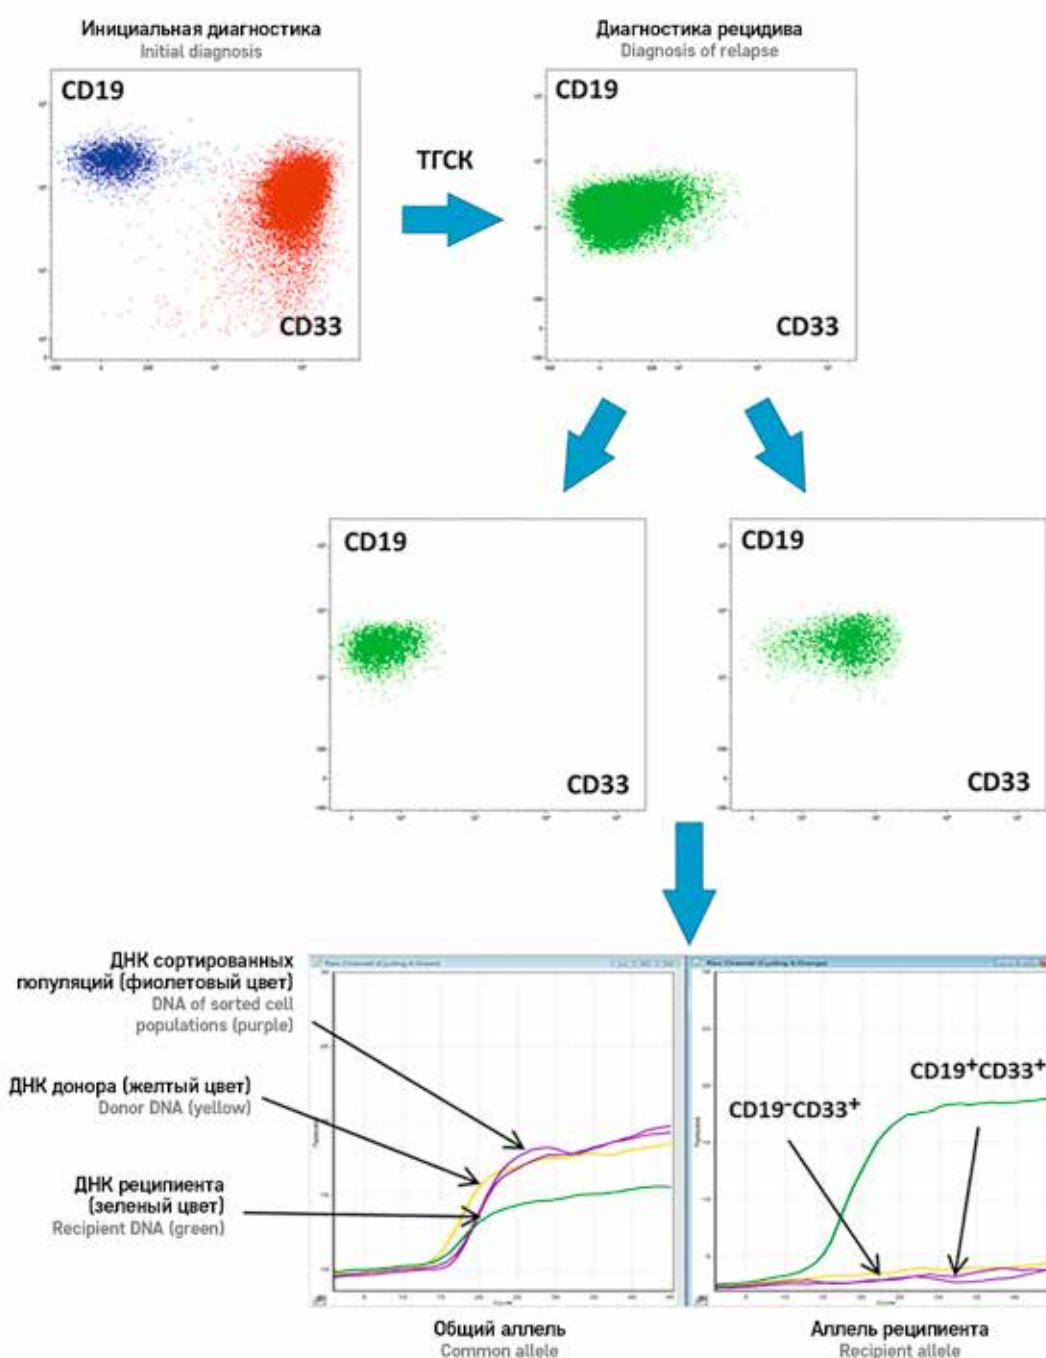 Инициальная диагностика
Initial diagnosis
Диагностика рецидива
Diagnosis of relapse
CD19
CD33
ТГСК
CD19
CD33
CD19
CD33
CD19
CD33
ДНК сортированных
популяций (фиолетовый цвет)
DNA of sorted cell
populations (purple)
ДНК донора (желтый цвет)
Donor DNA (yellow)
ДНК реципиента
(зеленый цвет)
Recipient DNA (green)
CD19⁺CD33⁺
CD19⁻CD33⁺
Общий аллель
Common allele
Аллель реципиента
Recipient allele